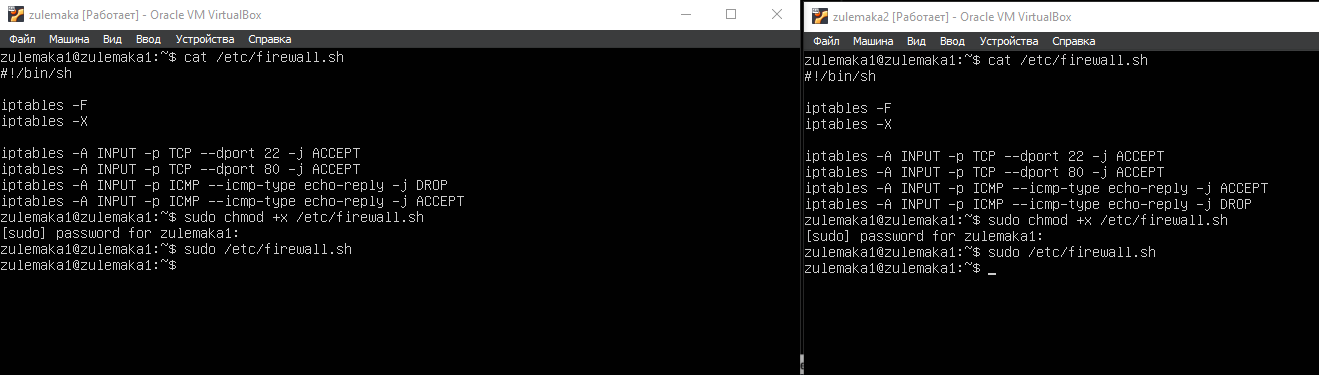 zulemaka [Работает] - Oracle VM VirtualBox
Файл Машина Вид Ввод Устройства Справка
zulemaka1@zulemaka1:~$ cat /etc/firewall.sh
#!/bin/sh
iptables -F
iptables -X
iptables -A INPUT -p TCP --dport 22 -j ACCEPT
iptables -A INPUT -p TCP --dport 80 -j ACCEPT
iptables -A INPUT -p ICMP --icmp-type echo-reply -j DROP
iptables -A INPUT -p ICMP --icmp-type echo-reply -j ACCEPT
zulemaka1@zulemaka1:~$ sudo chmod +x /etc/firewall.sh
[sudo] password for zulemaka1:
zulemaka1@zulemaka1:~$ sudo /etc/firewall.sh
zulemaka1@zulemaka1:~$
zulemaka2 [Работает] - Oracle VM VirtualBox
Файл Машина Вид Ввод Устройства Справка
zulemaka1@zulemaka1:~$ cat /etc/firewall.sh
#!/bin/sh
iptables -F
iptables -X
iptables -A INPUT -p TCP --dport 22 -j ACCEPT
iptables -A INPUT -p TCP --dport 80 -j ACCEPT
iptables -A INPUT -p ICMP --icmp-type echo-reply -j ACCEPT
iptables -A INPUT -p ICMP --icmp-type echo-reply -j DROP
zulemaka1@zulemaka1:~$ sudo chmod +x /etc/firewall.sh
[sudo] password for zulemaka1:
zulemaka1@zulemaka1:~$ sudo /etc/firewall.sh
zulemaka1@zulemaka1:~$ _